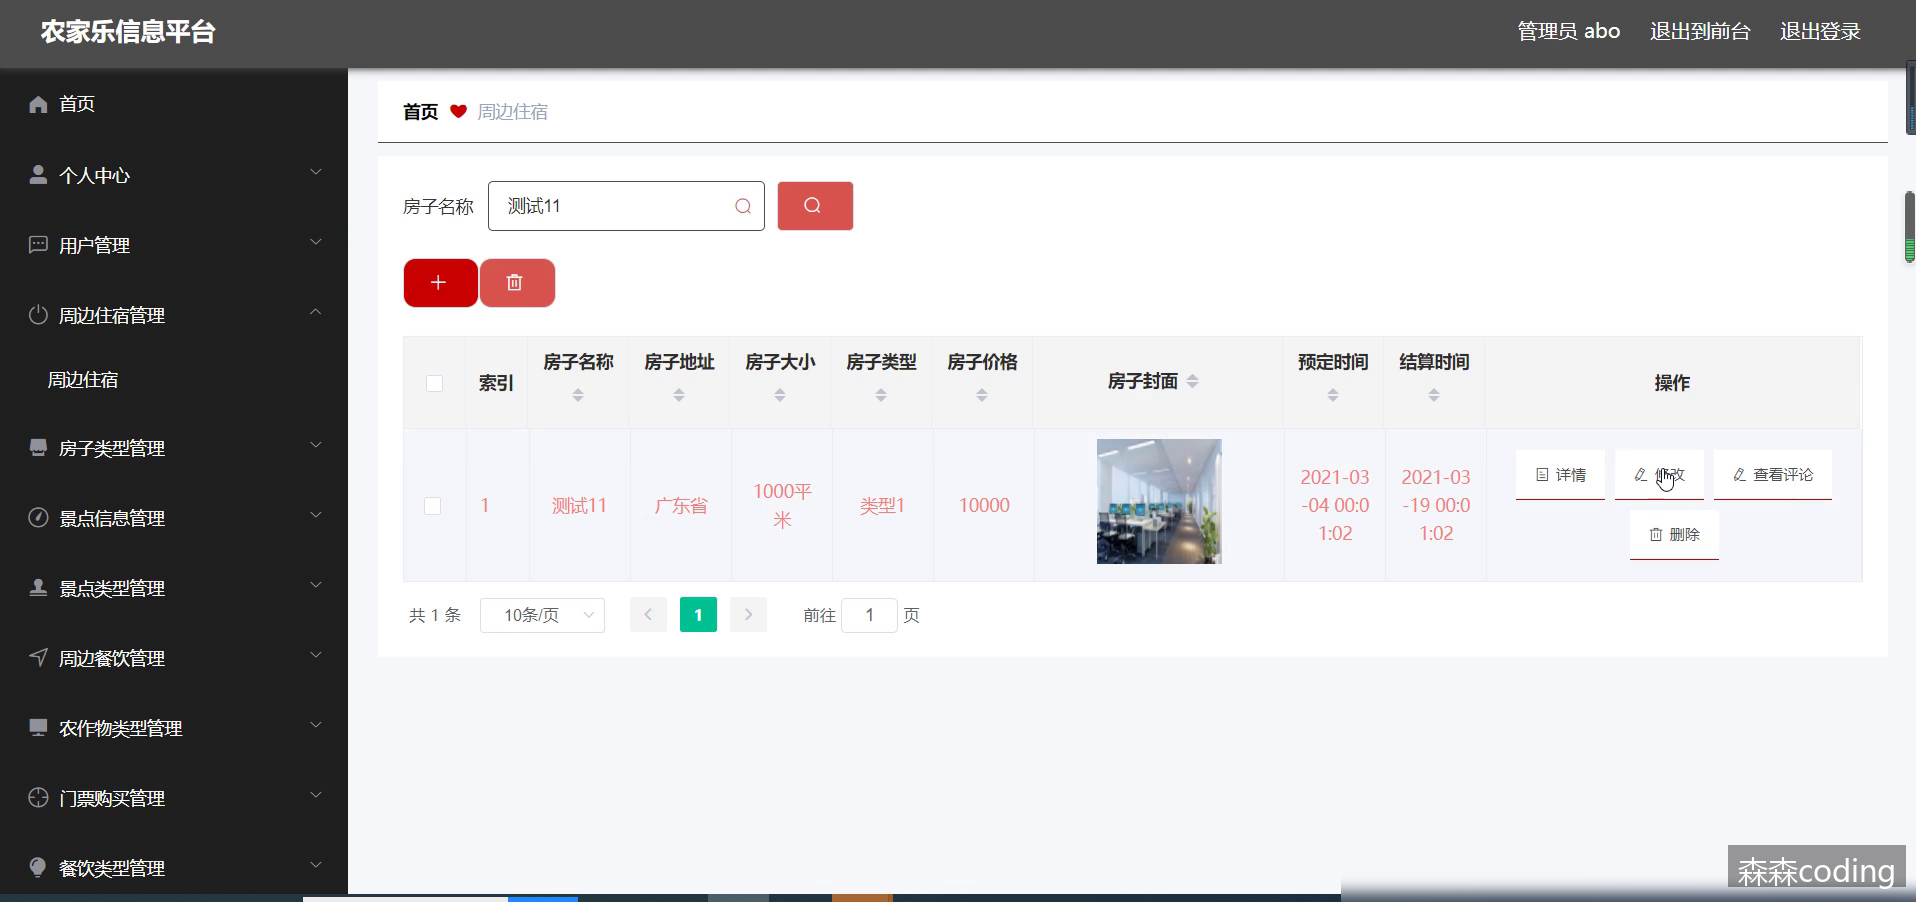 农家乐信息平台
管理员 abo 退出到前台 退出登录
首页
个人中心
用户管理
周边住宿管理
周边住宿
房子类型管理
景点信息管理
景点类型管理
周边餐饮管理
农作物类型管理
门票购买管理
餐饮类型管理
首页 周边住宿
房子名称 测试11
索引 房子名称 房子地址 房子大小 房子类型 房子价格 房子封面 预定时间 结算时间 操作
1 测试11 广东省 1000平 类型1 10000 2021-03 2021-03
米 -04 00:0 -19 00:0
1:02 1:02
详情 修改 查看评论
删除
共 1 条 10条/页 1 前往 1 页
森森coding